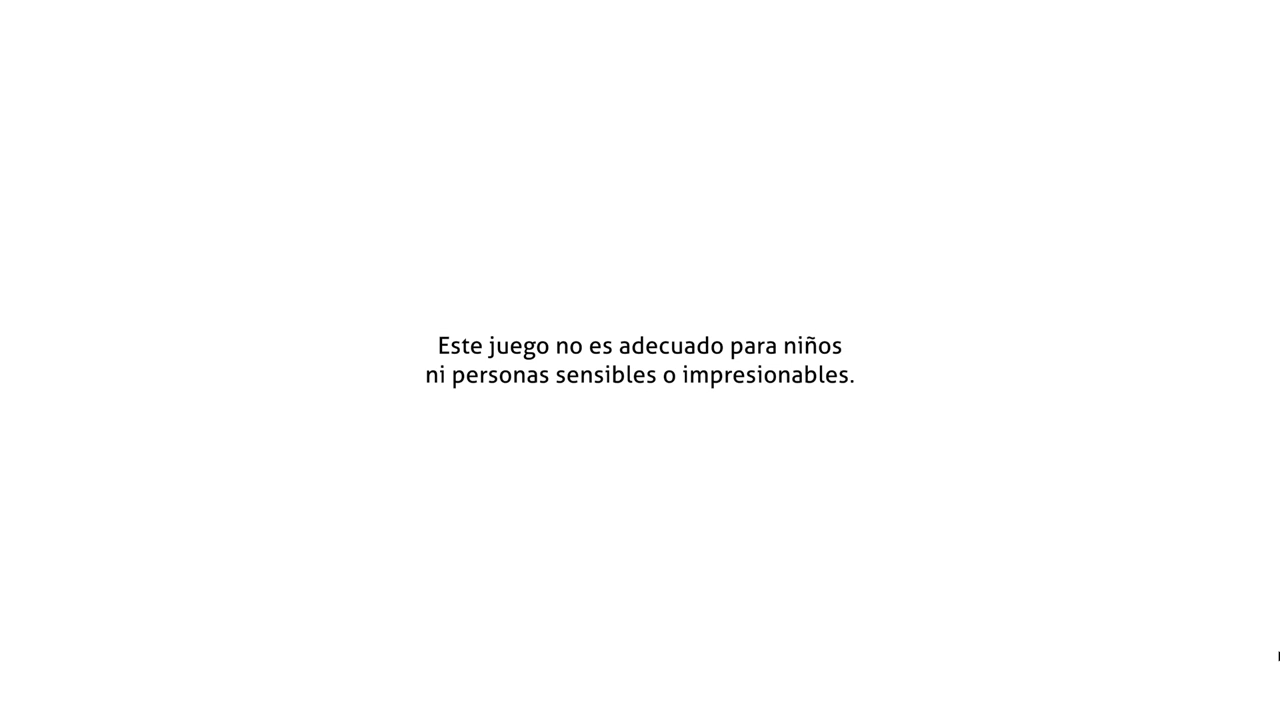 Este juego no es adecuado para niños
ni personas sensibles o impresionables.